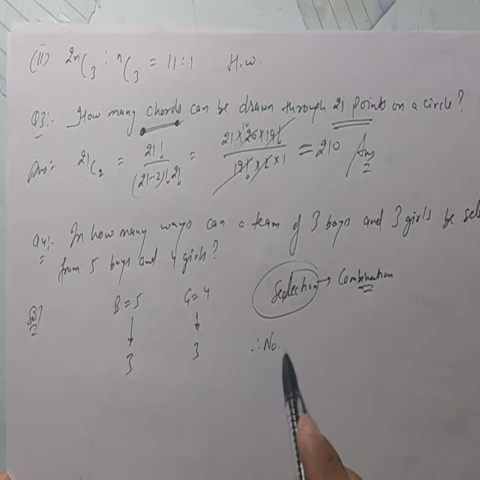 (ii) 2nC3 : nC3 = 11:1 H.w.
Q3:- How many chords can be drawn through 21 points on a circle?
Ans:- 21C2 = 21! / (21-2)! 2! = 21×20×19! / 19!×2×1 = 210 Ans
Q4:- In how many ways can a team of 3 boys and 3 girls be sel
from 5 boys and 4 girls?
B=5 G=4 Selection → Combination
3 3 ∴ No.